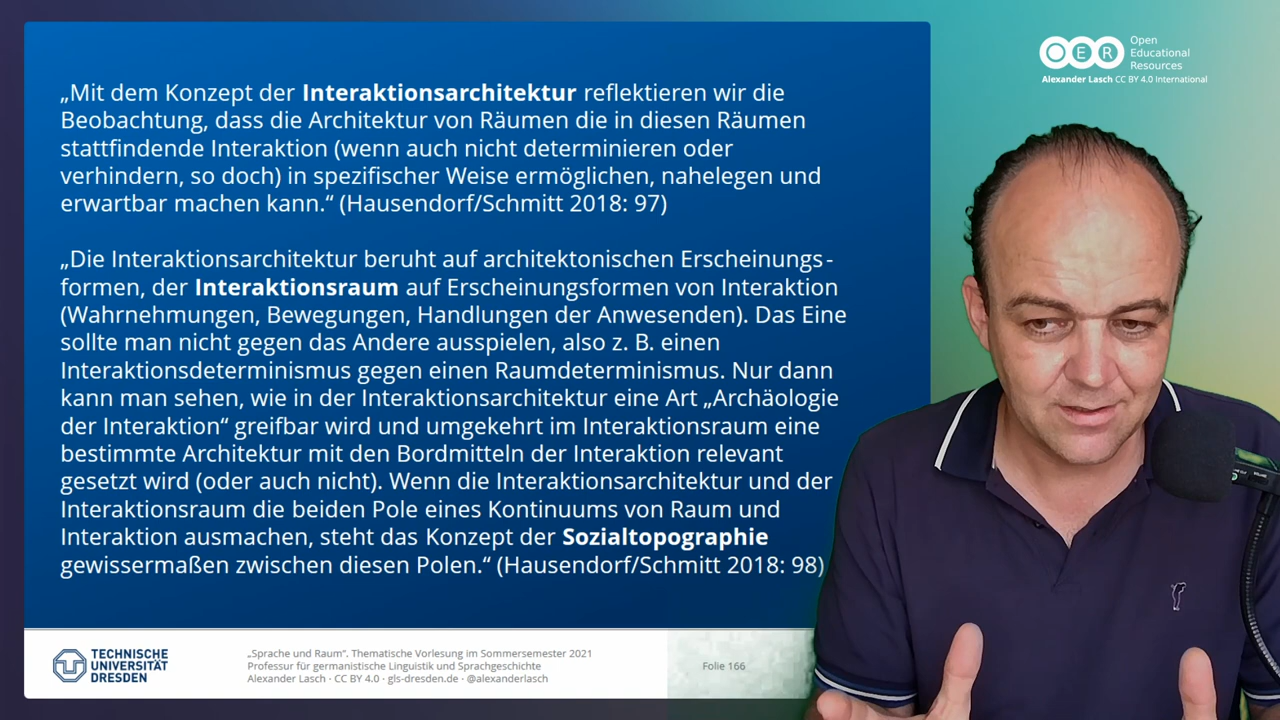 „Mit dem Konzept der Interaktionsarchitektur reflektieren wir die
Beobachtung, dass die Architektur von Räumen die in diesen Räumen
stattfindende Interaktion (wenn auch nicht determinieren oder
verhindern, so doch) in spezifischer Weise ermöglichen, nahelegen und
erwartbar machen kann.“ (Hausendorf/Schmitt 2018: 97)
„Die Interaktionsarchitektur beruht auf architektonischen Erscheinungs-
formen, der Interaktionsraum auf Erscheinungsformen von Interaktion
(Wahrnehmungen, Bewegungen, Handlungen der Anwesenden). Das Eine
sollte man nicht gegen das Andere ausspielen, also z. B. einen
Interaktionsdeterminismus gegen einen Raumdeterminismus. Nur dann
kann man sehen, wie in der Interaktionsarchitektur eine Art „Archäologie
der Interaktion“ greifbar wird und umgekehrt im Interaktionsraum eine
bestimmte Architektur mit den Bordmitteln der Interaktion relevant
gesetzt wird (oder auch nicht). Wenn die Interaktionsarchitektur und der
Interaktionsraum die beiden Pole eines Kontinuums von Raum und
Interaktion ausmachen, steht das Konzept der Sozialtopographie
gewissermaßen zwischen diesen Polen.“ (Hausendorf/Schmitt 2018: 98)
TECHNISCHE
UNIVERSITÄT
DRESDEN
„Sprache und Raum“. Thematische Vorlesung im Sommersemester 2021
Professur für germanistische Linguistik und Sprachgeschichte
Alexander Lasch · CC BY 4.0 · gls-dresden.de · @alexanderlasch
Folie 166
OER
Open
Educational
Resources
Alexander Lasch CC BY 4.0 International